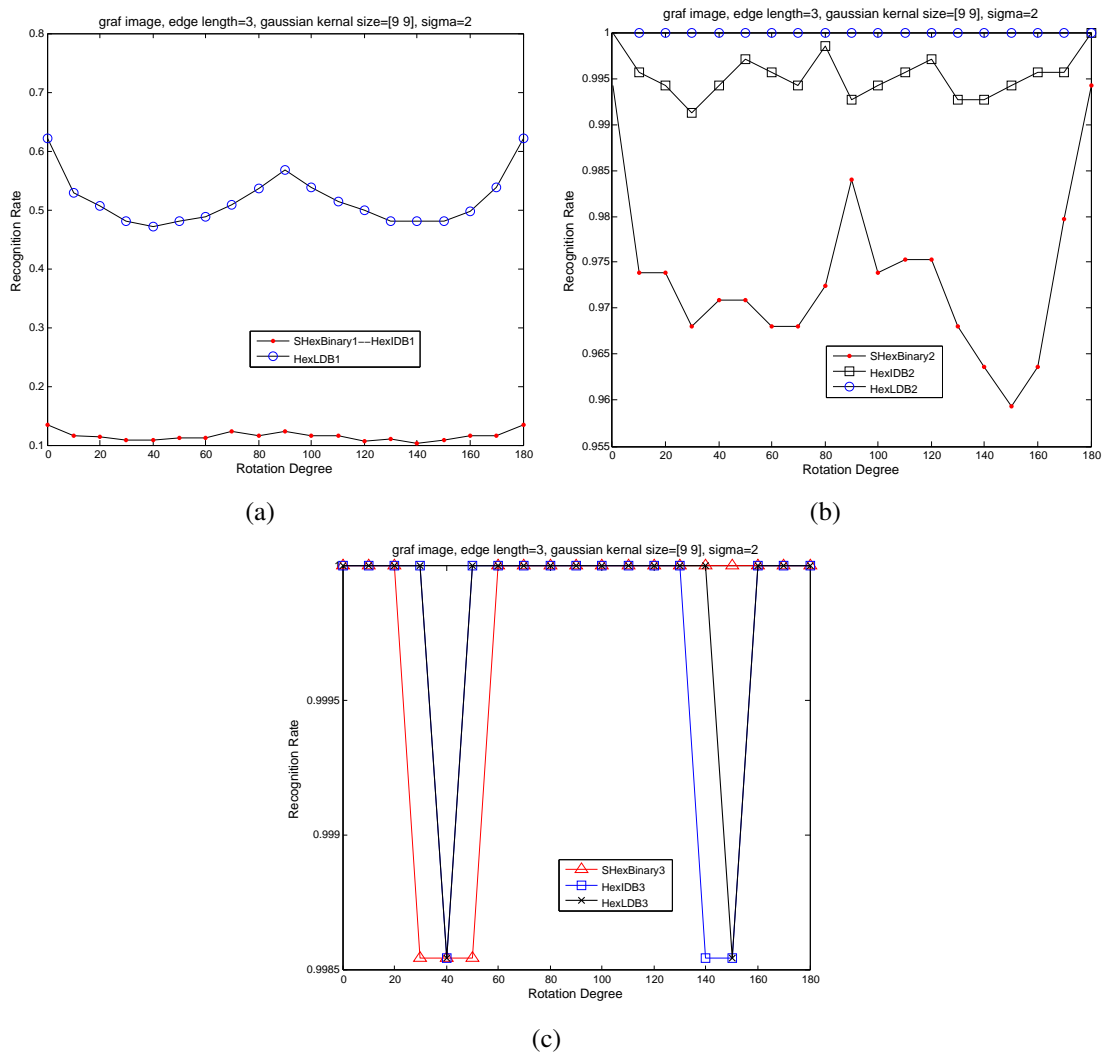 graf image, edge length=3, gaussian kernal size=[9 9], sigma=2
0.8
0.7
0.6
0.5
0.4
0.3
0.2
0.1
Recognition Rate
SHexBinary1−−HexIDB1
HexLDB1
0 20 40 60 80 100 120 140 160 180
Rotation Degree
(a)
graf image, edge length=3, gaussian kernal size=[9 9], sigma=2
1
0.995
0.99
0.985
0.98
0.975
0.97
0.965
0.96
0.955
Recognition Rate
SHexBinary2
HexIDB2
HexLDB2
0 20 40 60 80 100 120 140 160 180
Rotation Degree
(b)
graf image, edge length=3, gaussian kernal size=[9 9], sigma=2
1
0.9995
0.999
0.9985
Recognition Rate
SHexBinary3
HexIDB3
HexLDB3
0 20 40 60 80 100 120 140 160 180
Rotation Degree
(c)